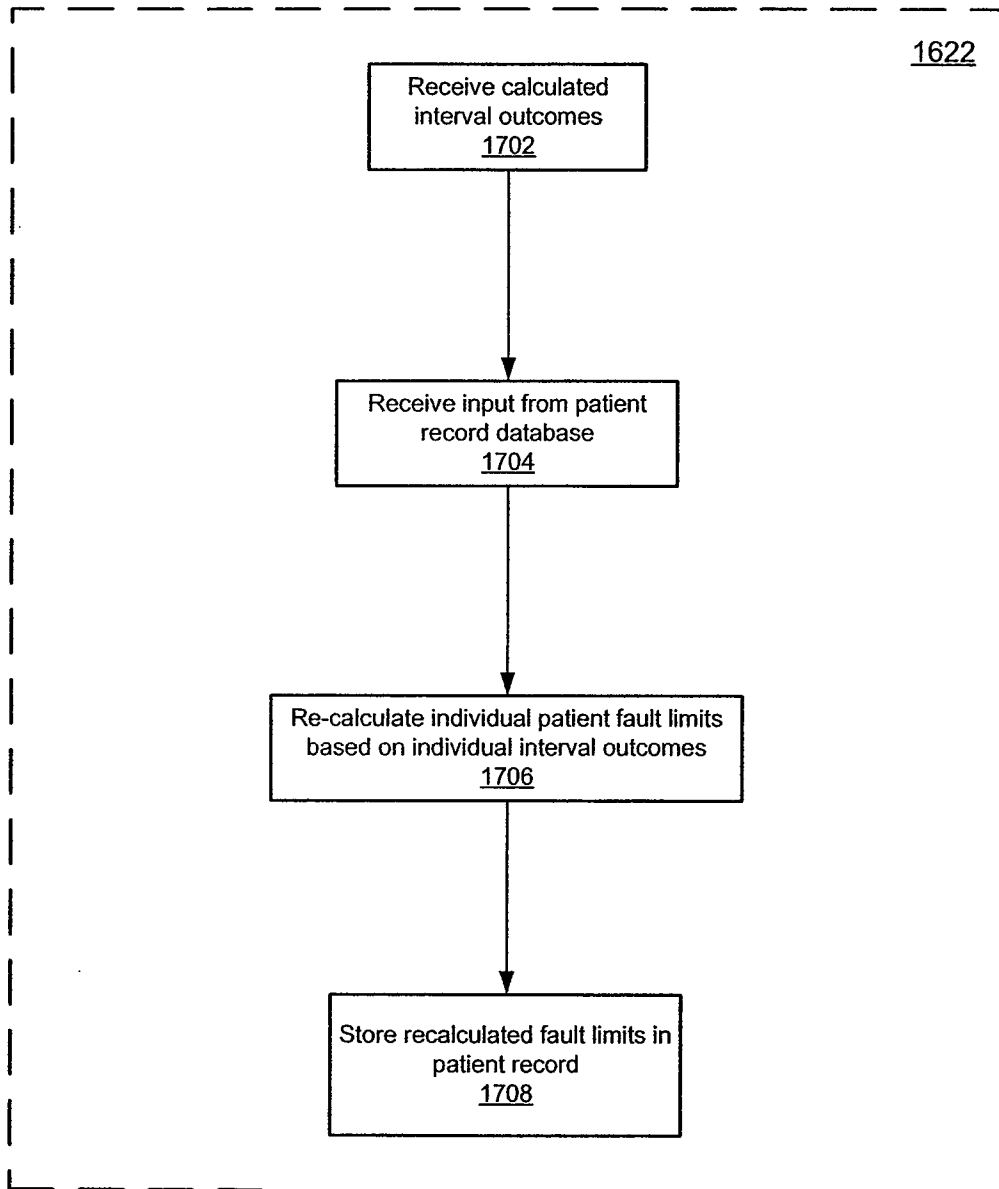 1622
Receive calculated
interval outcomes
1702
Receive input from patient
record database
1704
Re-calculate individual patient fault limits
based on individual interval outcomes
1706
Store recalculated fault limits in
patient record
1708